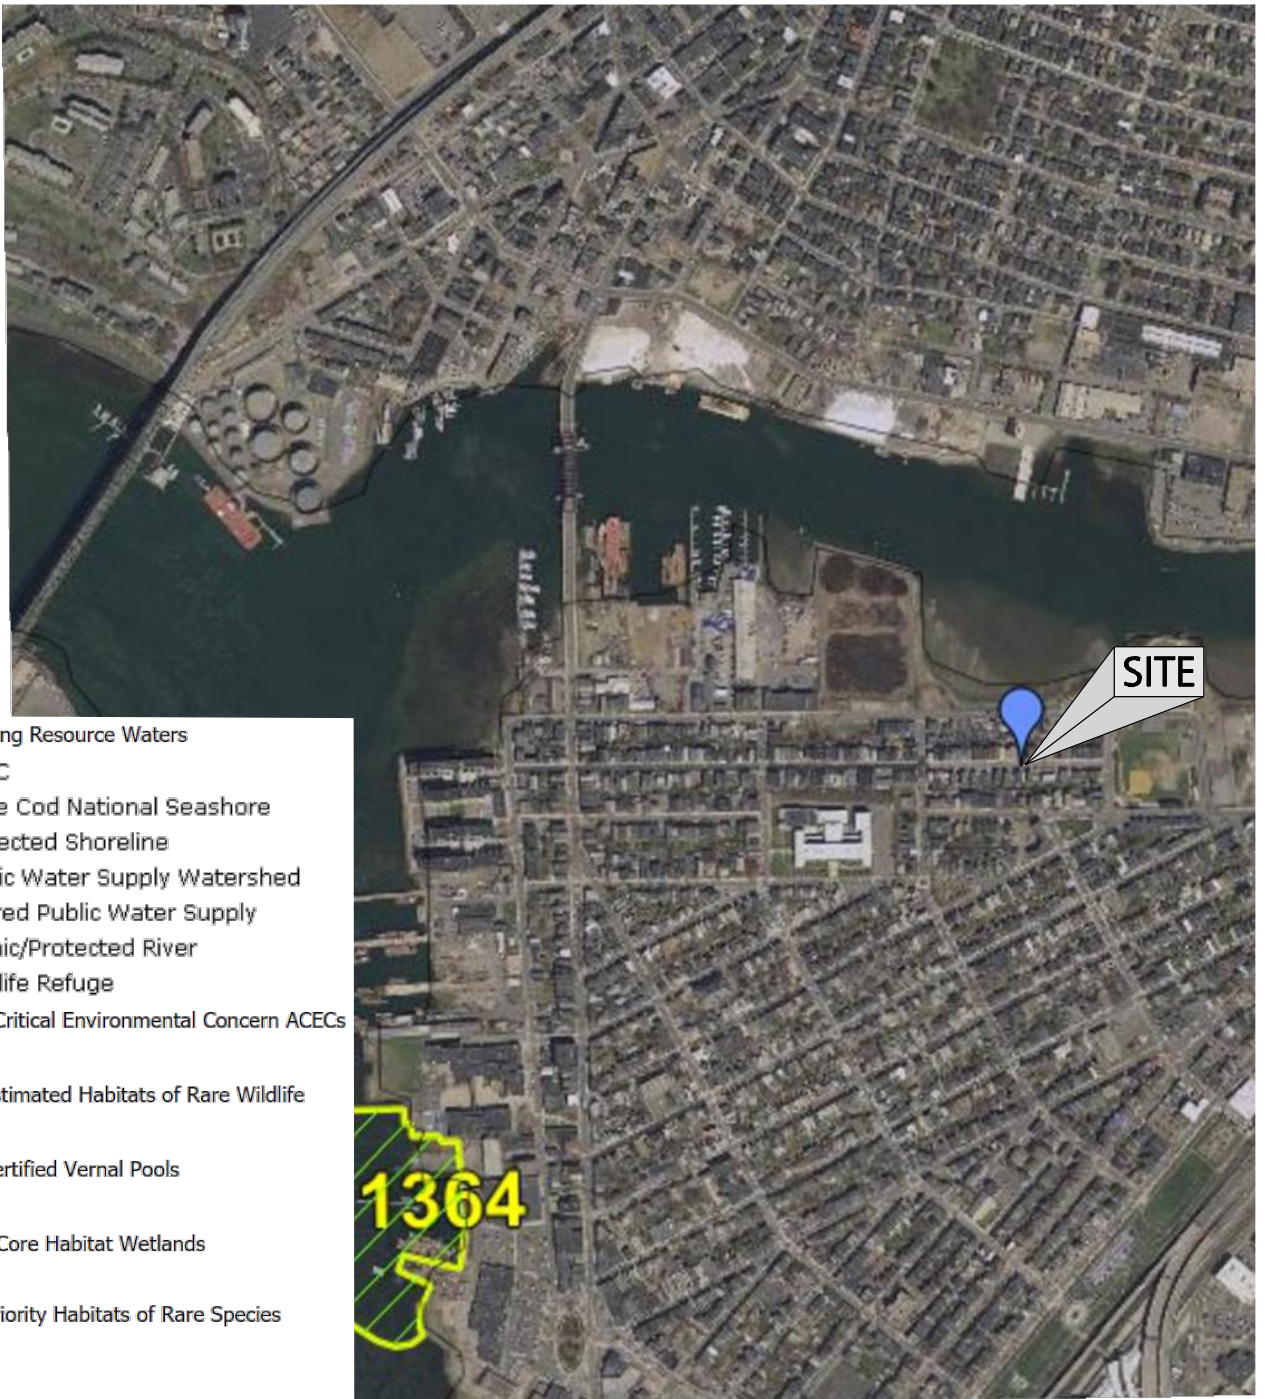 SITE
ng Resource Waters
C
e Cod National Seashore
ected Shoreline
ic Water Supply Watershed
red Public Water Supply
nic/Protected River
life Refuge
Critical Environmental Concern ACECs
stimated Habitats of Rare Wildlife
ertified Vernal Pools
Core Habitat Wetlands
iority Habitats of Rare Species
1364